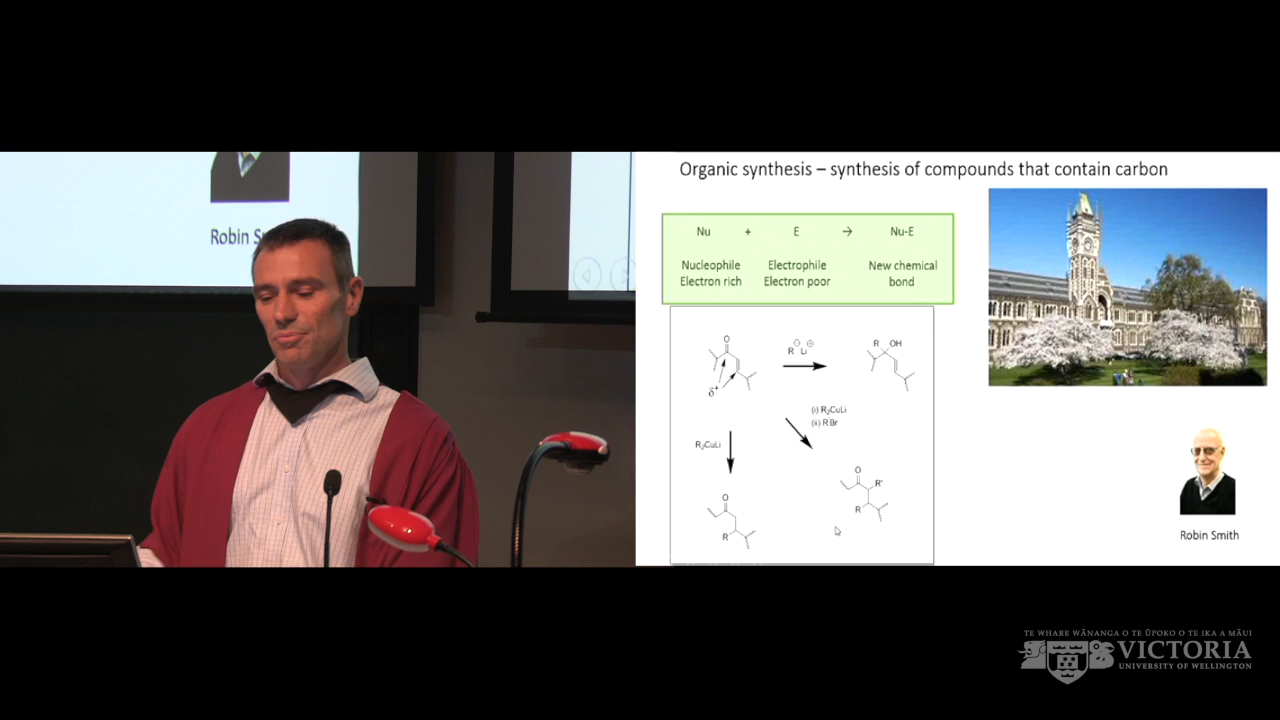 Robin S
Organic synthesis – synthesis of compounds that contain carbon
Nu + E → Nu-E
Nucleophile Electrophile New chemical
Electron rich Electron poor bond
O
R⊖ Li⊕
R OH
δ⁺
(i) R₂CuLi
(ii) R'Br
R₂CuLi
O
R'
R
O
R
Robin Smith
TE WHARE WĀNANGA O TE ŪPOKO O TE IKA A MĀUI
VICTORIA
UNIVERSITY OF WELLINGTON